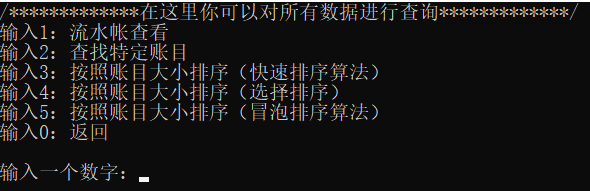 /*************在这里你可以对所有数据进行查询*************/
输入1：流水帐查看
输入2：查找特定账目
输入3：按照账目大小排序（快速排序算法）
输入4：按照账目大小排序（选择排序）
输入5：按照账目大小排序（冒泡排序算法）
输入0：返回
输入一个数字：